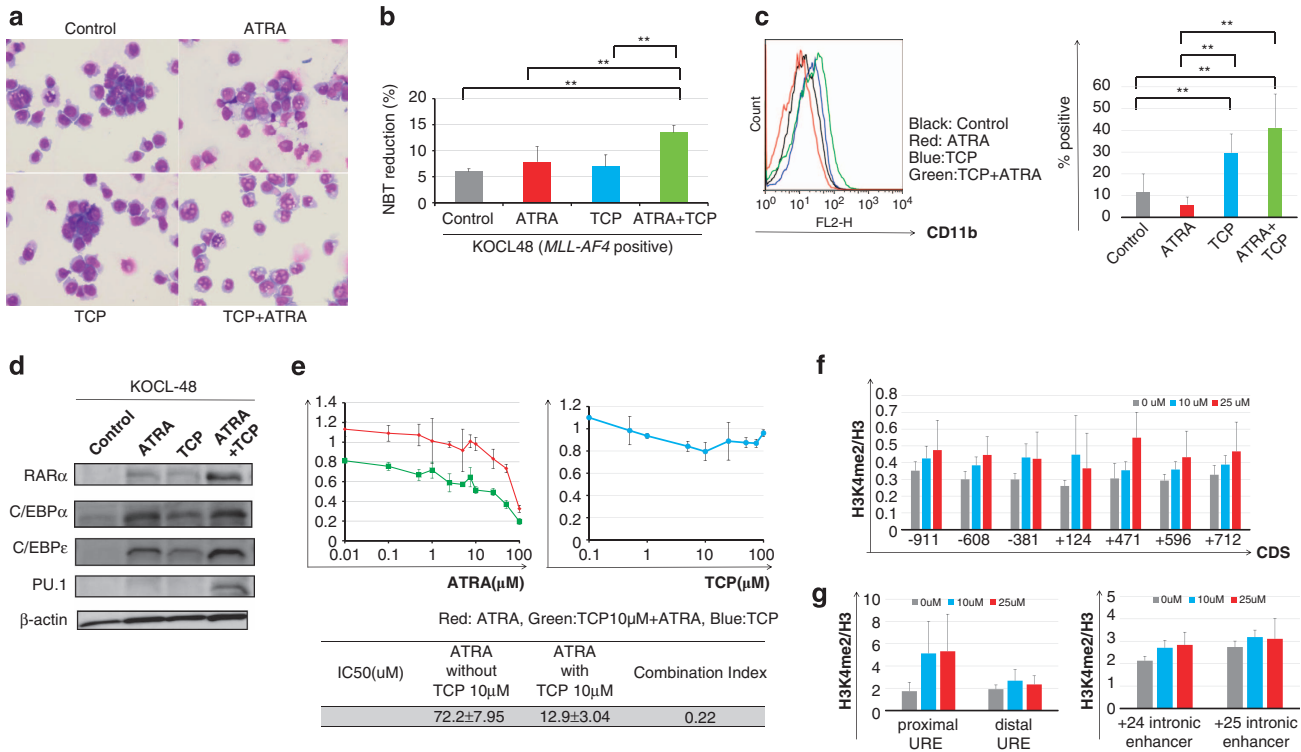 a
Control
ATRA
TCP
TCP+ATRA
b
**
**
**
NBT reduction (%)
20
15
10
5
0
Control
ATRA
TCP
ATRA+TCP
KOCL48 (MLL-AF4 positive)
c
Count
10^0
10^1
10^2
10^3
10^4
FL2-H
CD11b
Black: Control
Red: ATRA
Blue:TCP
Green:TCP+ATRA
**
**
**
**
% positive
60
50
40
30
20
10
0
Control
ATRA
TCP
ATRA+
TCP
d
KOCL-48
Control
ATRA
TCP
ATRA
+TCP
RARα
C/EBPα
C/EBPε
PU.1
β-actin
e
1.4
1.2
1
0.8
0.6
0.4
0.2
0
0.01
0.1
1
10
100
ATRA(µM)
1.2
1
0.8
0.6
0.4
0.2
0
0.1
1
10
100
TCP(µM)
Red: ATRA, Green:TCP10µM+ATRA, Blue:TCP
IC50(uM)
ATRA
without
TCP 10µM
ATRA
with
TCP 10µM
Combination Index
72.2±7.95
12.9±3.04
0.22
f
H3K4me2/H3
0.8
0.7
0.6
0.5
0.4
0.3
0.2
0.1
0
0 uM
10 uM
25 uM
-911
-608
-381
+124
+471
+596
+712
CDS
g
H3K4me2/H3
10
8
6
4
2
0
0uM
10uM
25uM
proximal
URE
distal
URE
H3K4me2/H3
5
4
3
2
1
0
0uM
10uM
25uM
+24 intronic
enhancer
+25 intronic
enhancer